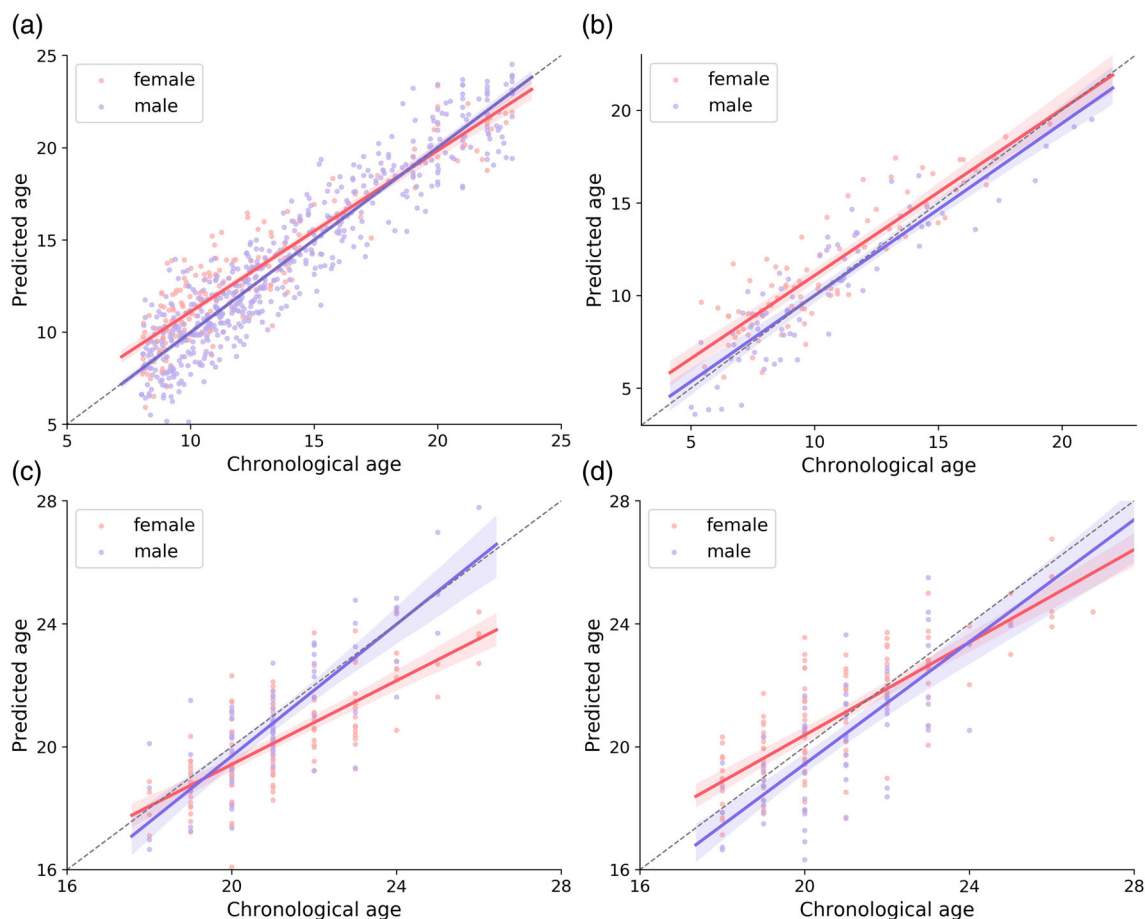 (a)
25
20
15
10
5
Predicted age
female
male
5 10 15 20 25
Chronological age
(b)
20
15
10
5
Predicted age
female
male
5 10 15 20
Chronological age
(c)
28
24
20
16
Predicted age
female
male
16 20 24 28
Chronological age
(d)
28
24
20
16
Predicted age
female
male
16 20 24 28
Chronological age